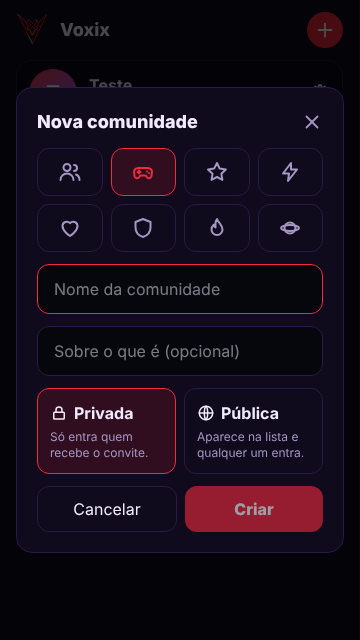 Voxix
Teste
Nova comunidade
Nome da comunidade
Sobre o que é (opcional)
Privada
Só entra quem
recebe o convite.
Pública
Aparece na lista e
qualquer um entra.
Cancelar
Criar